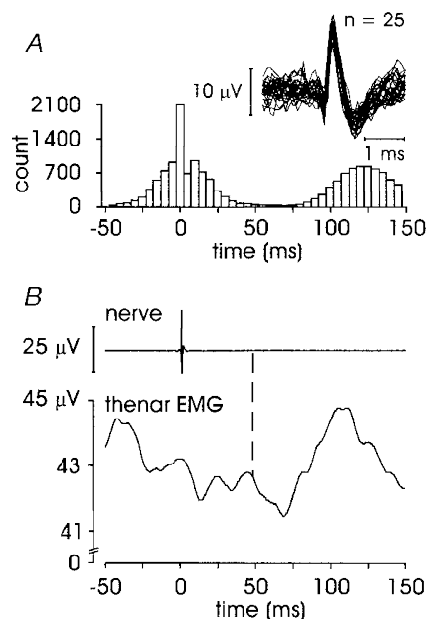 A
n = 25
10 μV
1 ms
count
2100
1400
700
0
-50 0 50 100 150
time (ms)
B
nerve
25 μV
45 μV
thenar EMG
43
41
0
-50 0 50 100 150
time (ms)